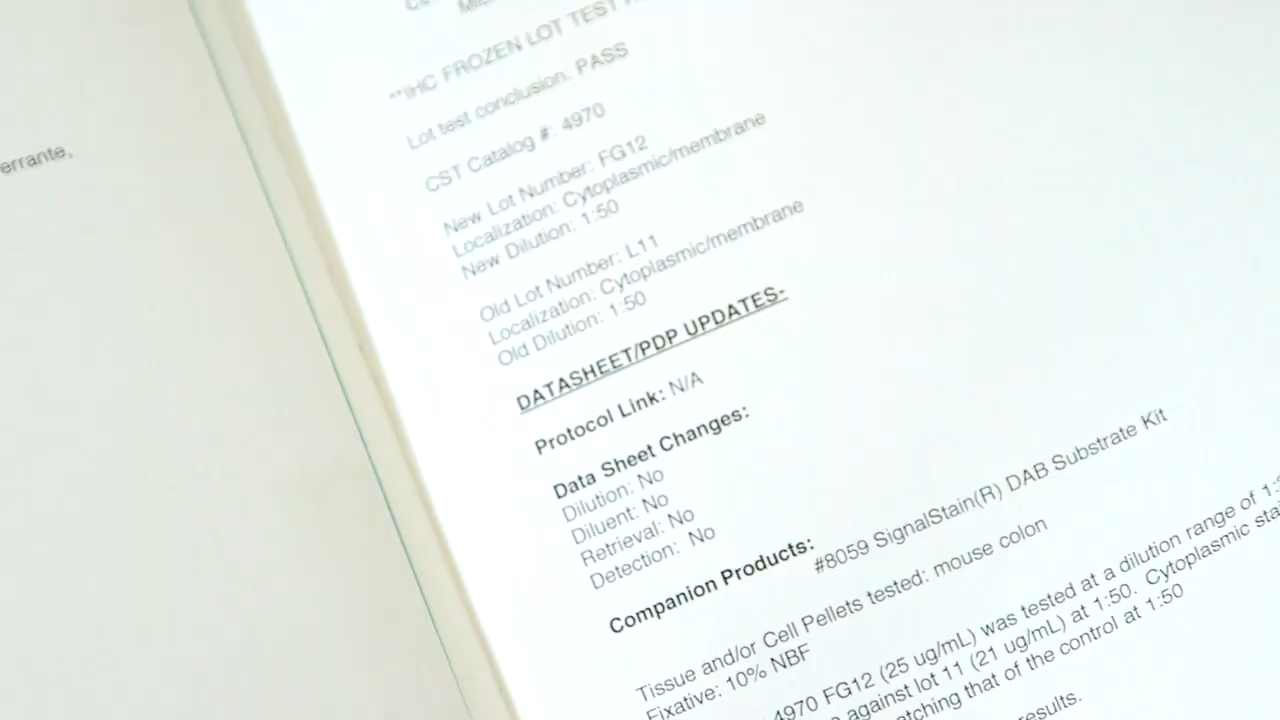 errante,
**IHC FROZEN LOT TEST
Lot test conclusion: PASS
CST Catalog #: 4970
New Lot Number: FG12
Localization: Cytoplasmic/membrane
New Dilution: 1:50
Old Lot Number: L11
Localization: Cytoplasmic/membrane
Old Dilution: 1:50
DATASHEET/PDP UPDATES-
Protocol Link: N/A
Data Sheet Changes:
Dilution: No
Diluent: No
Retrieval: No
Detection: No
Companion Products:
#8059 SignalStain(R) DAB Substrate Kit
Tissue and/or Cell Pellets tested: mouse colon
Fixative: 10% NBF
4970 FG12 (25 ug/mL) was tested at a dilution range of
against lot 11 (21 ug/mL) at 1:50. Cytoplasmic
atching that of the control at 1:50
results.